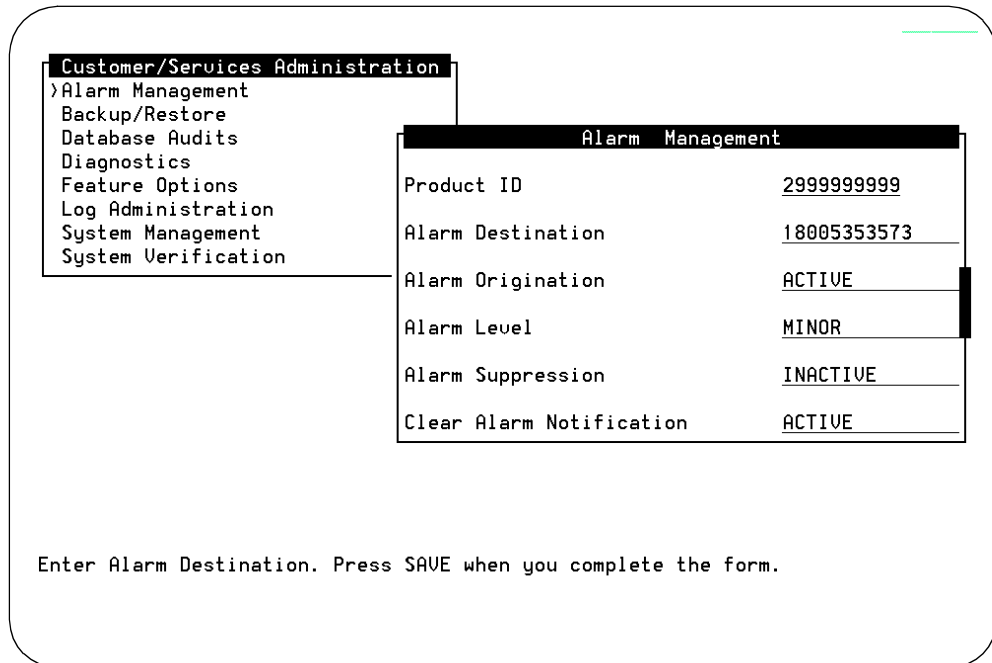 Customer/Services Administration
>Alarm Management
Backup/Restore
Database Audits
Diagnostics
Feature Options
Log Administration
System Management
System Verification
Alarm Management
Product ID 2999999999
Alarm Destination 18005353573
Alarm Origination ACTIVE
Alarm Level MINOR
Alarm Suppression INACTIVE
Clear Alarm Notification ACTIVE
Enter Alarm Destination. Press SAVE when you complete the form.